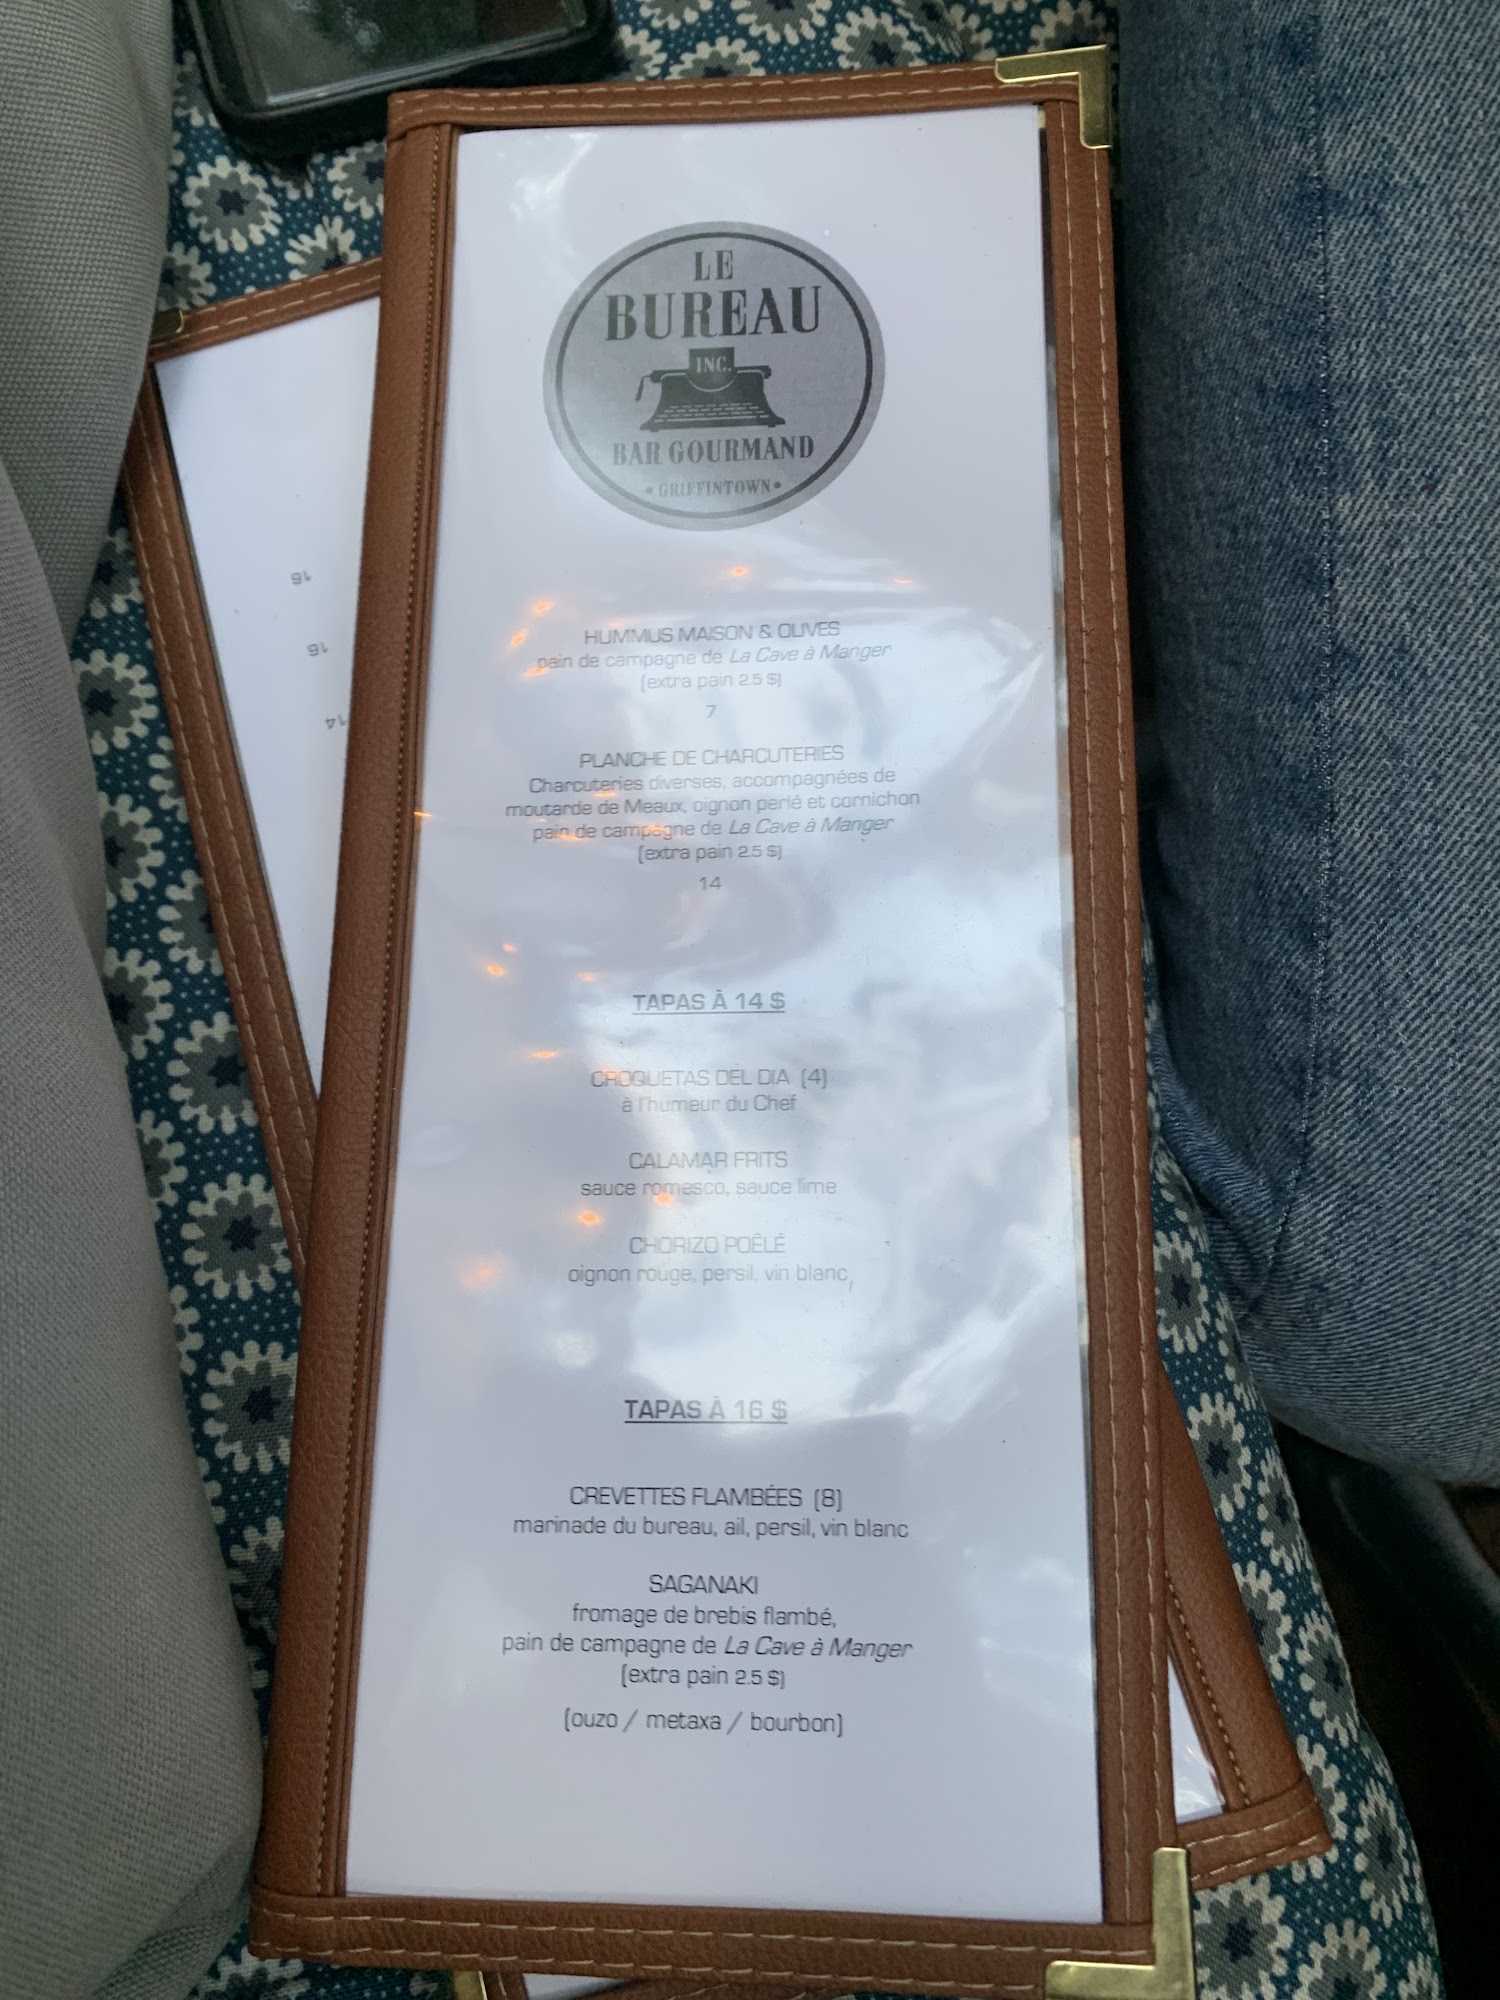 LE
BUREAU
INC.
BAR GOURMAND
• GRIFFINTOWN •
HUMMUS MAISON & OLIVES
pain de campagne de La Cave à Manger
(extra pain 2.5 $)
7
PLANCHE DE CHARCUTERIES
Charcuteries diverses, accompagnées de
moutarde de Meaux, oignon perlé et cornichon
pain de campagne de La Cave à Manger
(extra pain 2.5 $)
14
TAPAS À 14 $
CROQUETAS DEL DIA (4)
à l'humeur du Chef
CALAMAR FRITS
sauce romesco, sauce lime
CHORIZO POÊLÉ
oignon rouge, persil, vin blanc,
TAPAS À 16 $
CREVETTES FLAMBÉES (8)
marinade du bureau, ail, persil, vin blanc
SAGANAKI
fromage de brebis flambé,
pain de campagne de La Cave à Manger
(extra pain 2.5 $)
(ouzo / metaxa / bourbon)
16
16
14